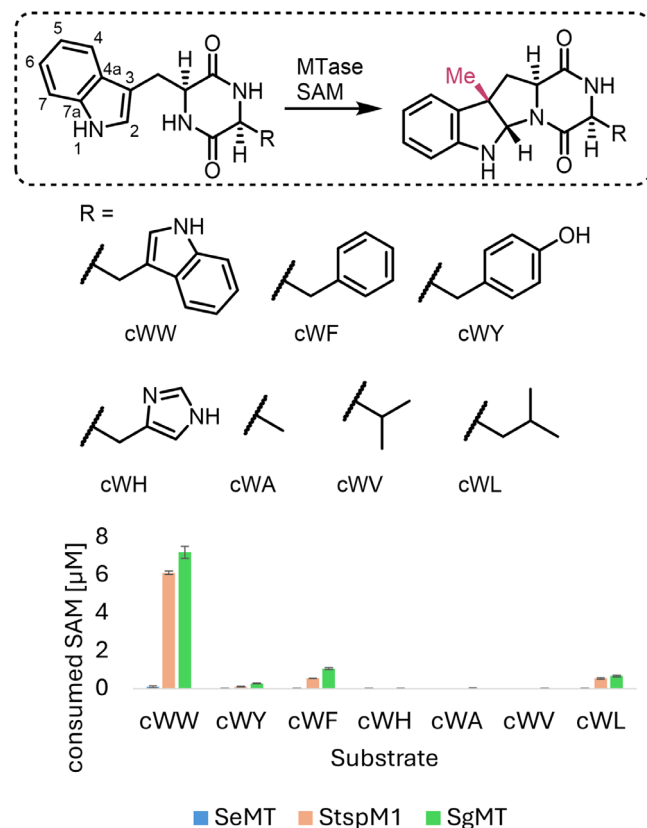 5
4
6
4a
3
7
7a
2
N
H
1
H
O
NH
HN
H
R
O
MTase
SAM
Me
H
O
N
NH
N
H
H
H
R
O
R =
NH
OH
cWW
cWF
cWY
N
NH
cWH
cWA
cWV
cWL
consumed SAM [µM]
8
6
4
2
0
cWW cWY cWF cWH cWA cWV cWL
Substrate
SeMT StspM1 SgMT